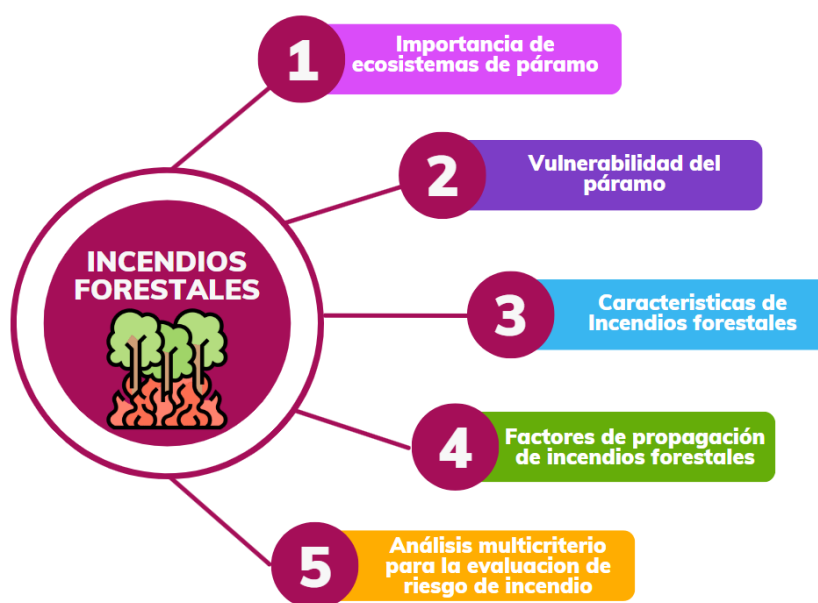 1
Importancia de
ecosistemas de páramo
2
Vulnerabilidad del
páramo
INCENDIOS
FORESTALES
3
Caracteristicas de
Incendios forestales
4
Factores de propagación
de incendios forestales
5
Análisis multicriterio
para la evaluacion de
riesgo de incendio